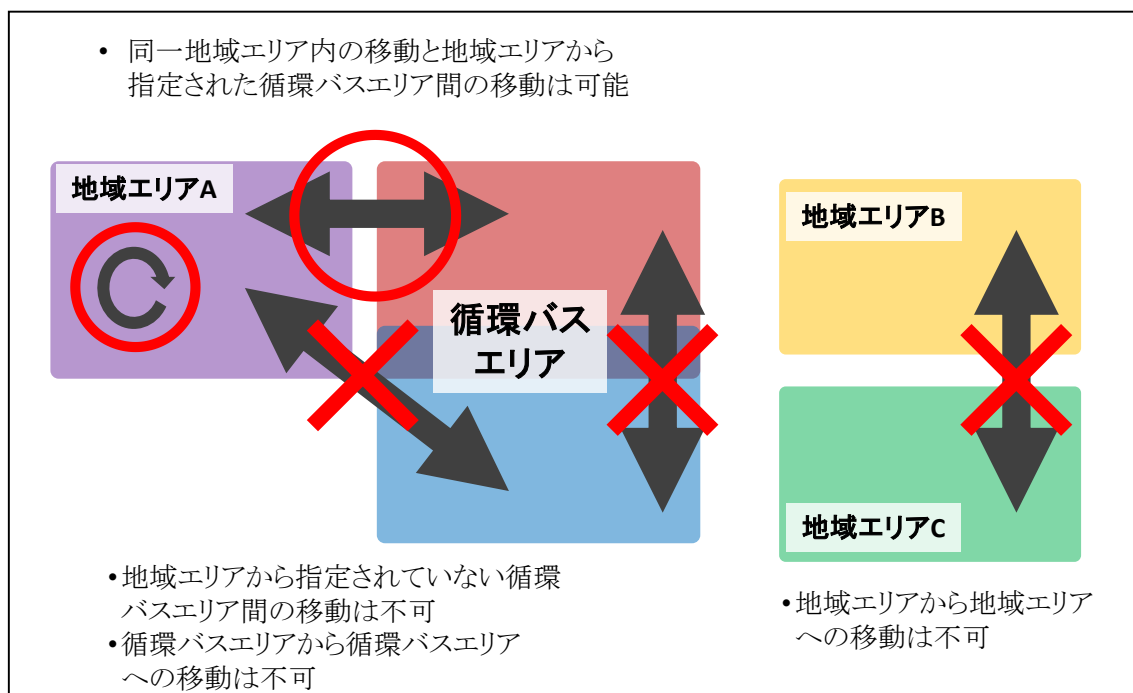 • 同一地域エリア内の移動と地域エリアから
指定された循環バスエリア間の移動は可能
地域エリアA
循環バス
エリア
地域エリアB
地域エリアC
•地域エリアから指定されていない循環
バスエリア間の移動は不可
•循環バスエリアから循環バスエリア
への移動は不可
•地域エリアから地域エリア
への移動は不可